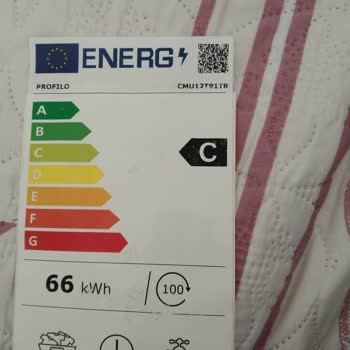 ENERG
PROFILO CMU12T91TR
A
B
C
C
D
E
F
G
66 kWh / 100